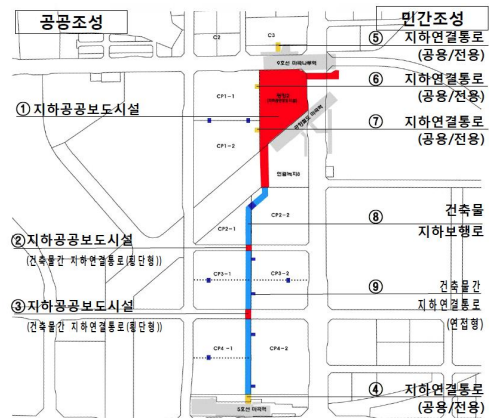 공공조성
민간조성
C2
C3
⑤ 지하연결통로
(공용/전용)
9호선 마곡나루역
⑥ 지하연결통로
(공용/전용)
CP1-1
① 지하공공보도시설
⑦ 지하연결통로
(공용/전용)
공항철도 마곡역
CP1-2
연결녹지8
CP2-2
CP2-1
⑧ 건축물
지하보행로
② 지하공공보도시설
(건축물간 지하연결통로(횡단형))
CP3-1
CP3-2
⑨ 건축물간
지하연결통로
(연접형)
③ 지하공공보도시설
(건축물간 지하연결통로(횡단형))
CP4-1
CP4-2
④ 지하연결통로
(공용/전용)
5호선 마곡역